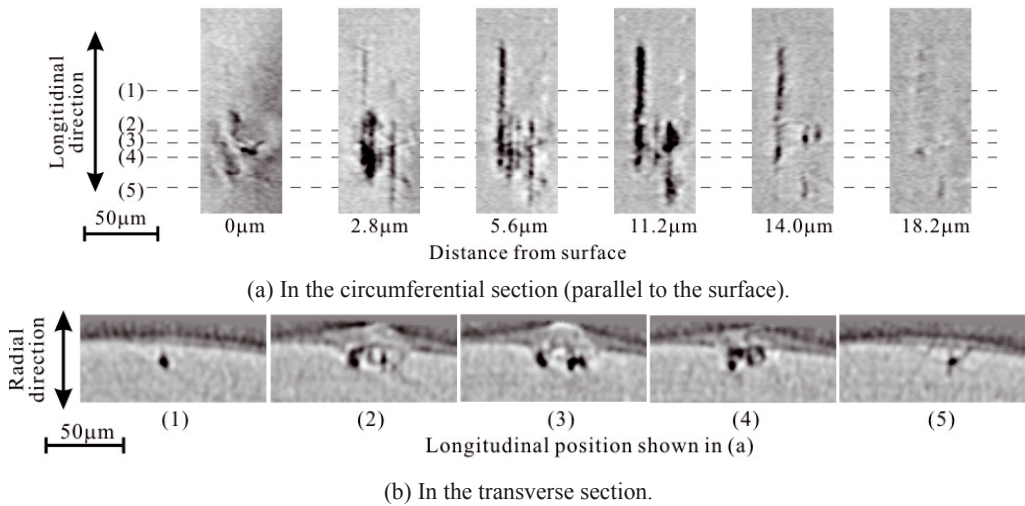 Longitidinal
direction
(1)
(2)
(3)
(4)
(5)
50μm
0μm 2.8μm 5.6μm 11.2μm 14.0μm 18.2μm
Distance from surface
(a) In the circumferential section (parallel to the surface).
Radial
direction
(1) (2) (3) (4) (5)
50μm
Longitudinal position shown in (a)
(b) In the transverse section.